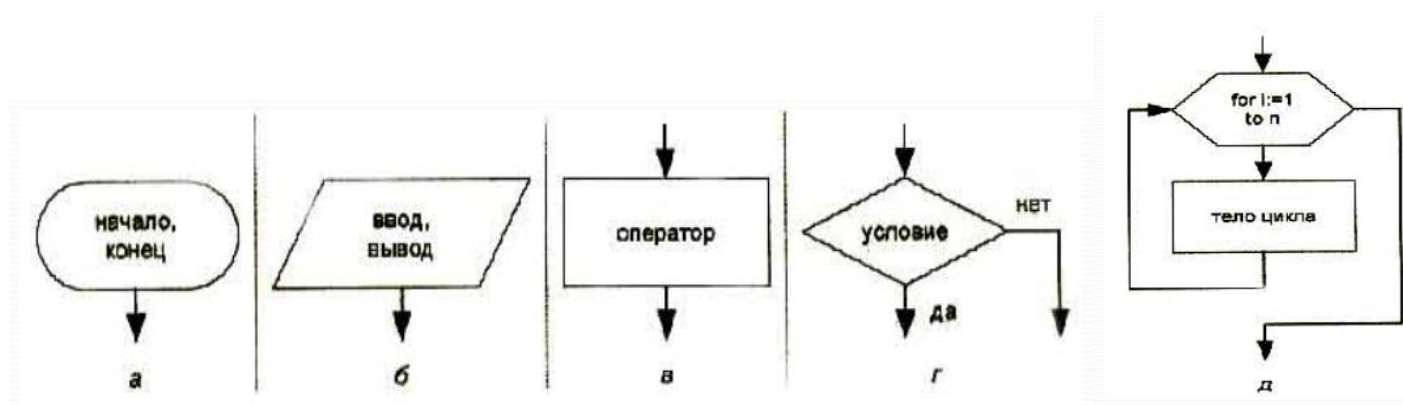 начало,
конец
а
ввод,
вывод
б
оператор
в
условие
нет
да
г
for i:=1
to n
тело цикла
д